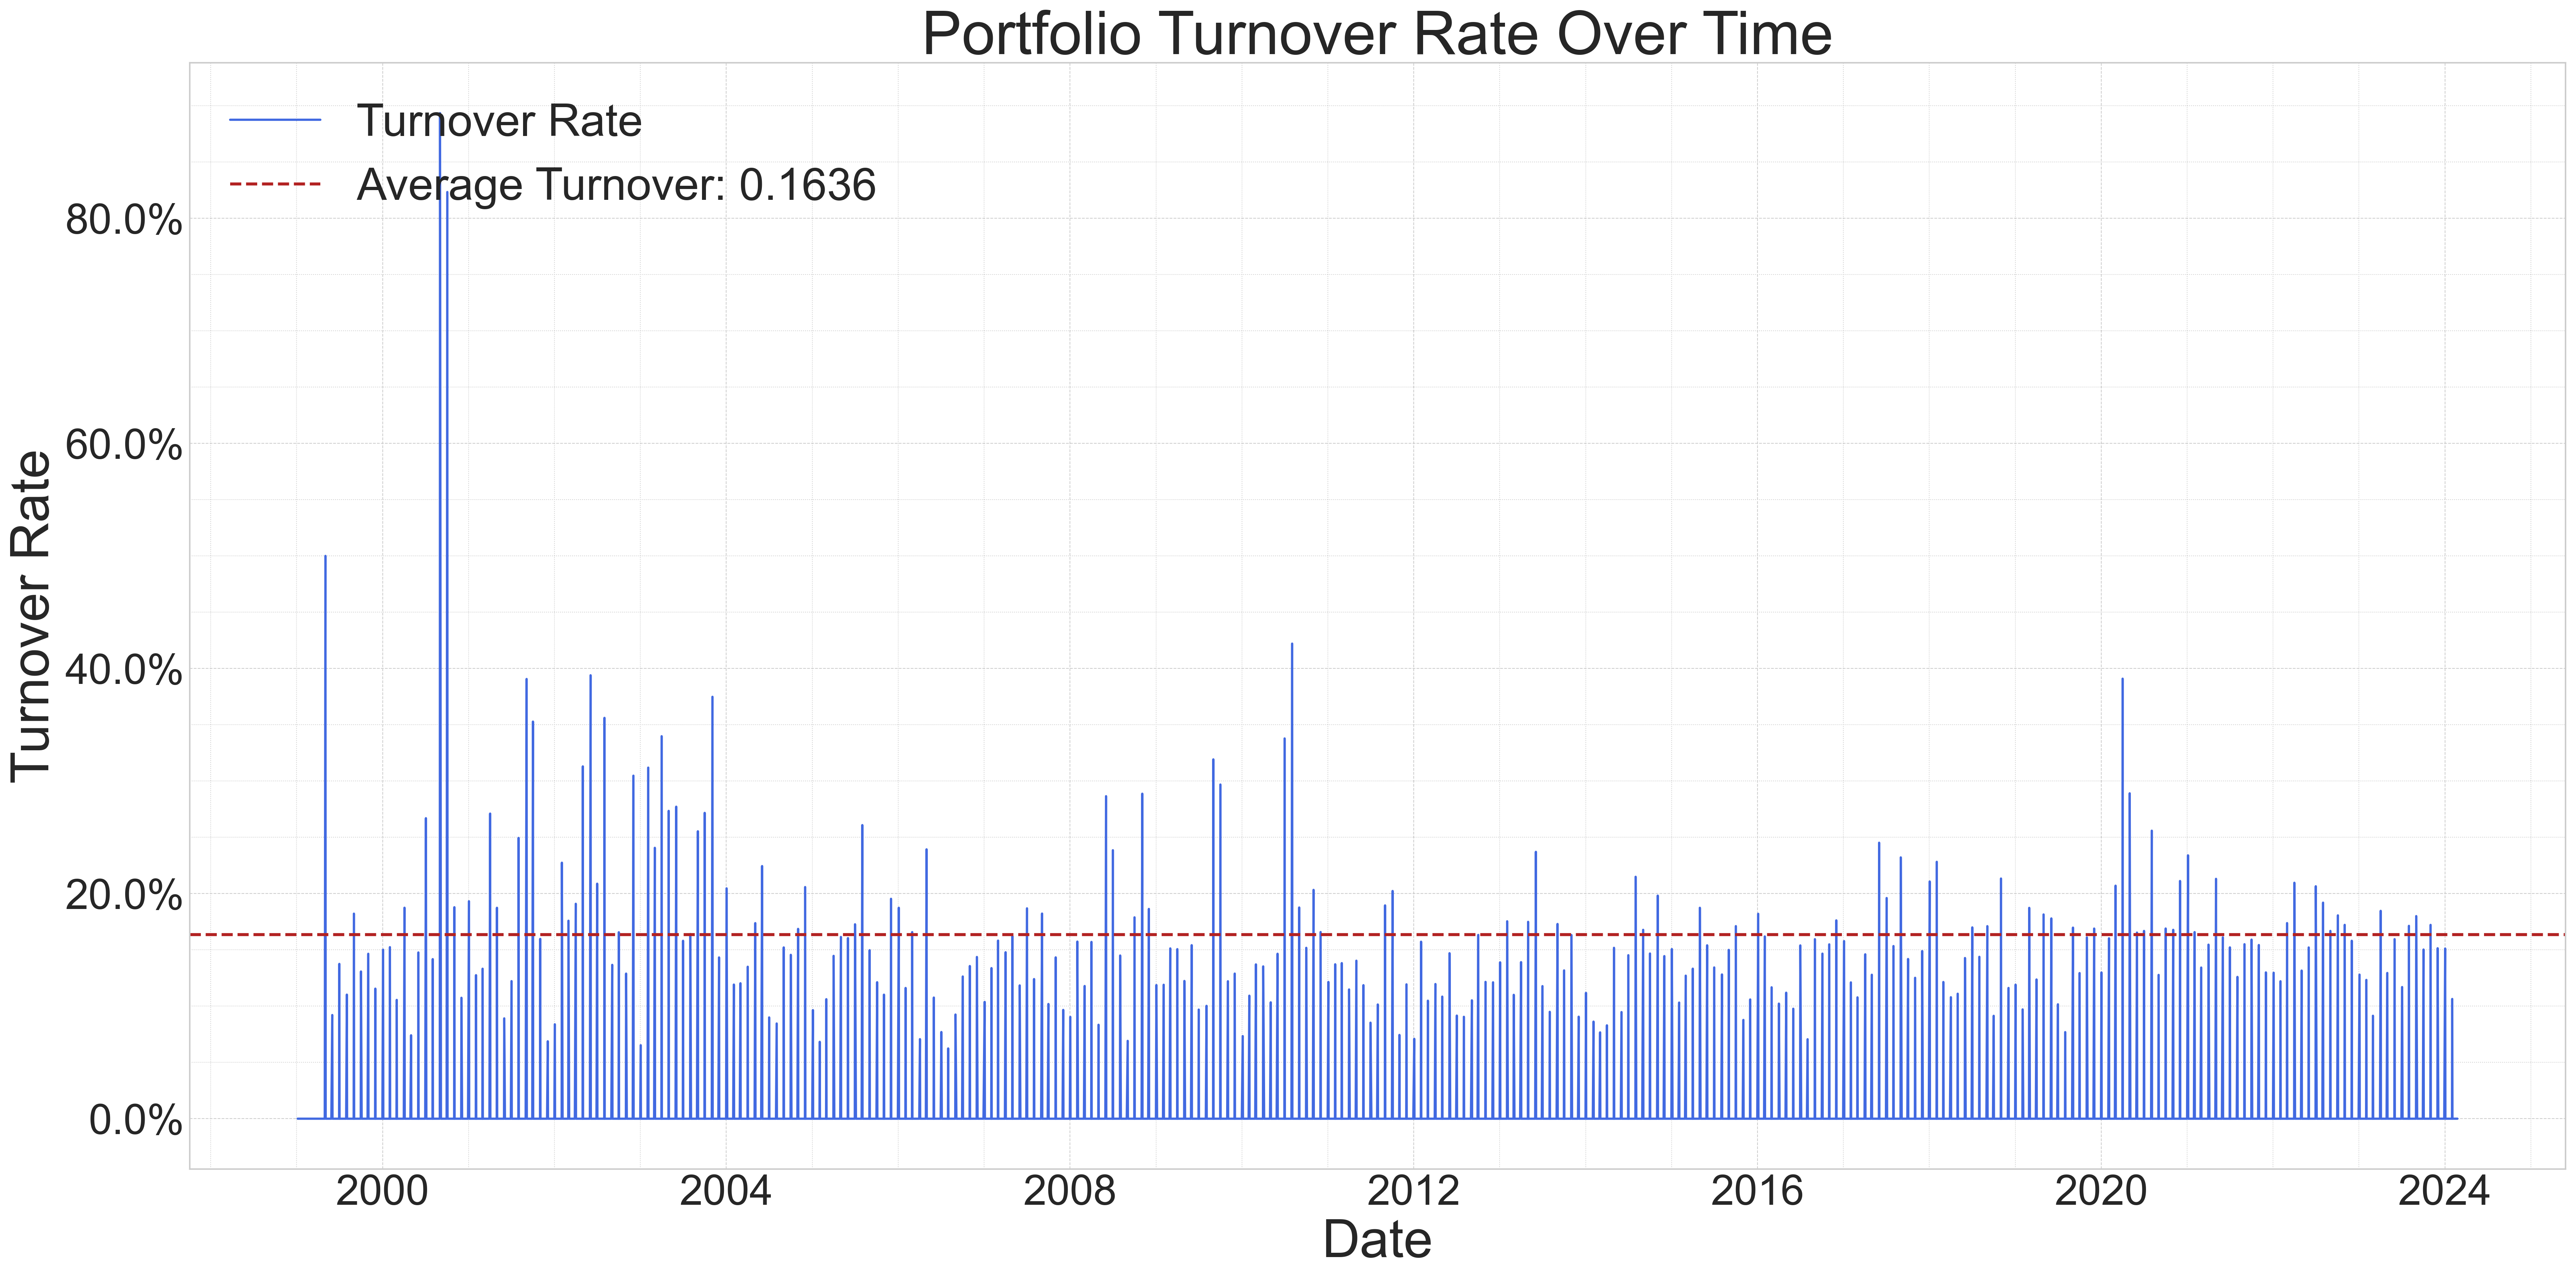 Portfolio Turnover Rate Over Time
Turnover Rate
Average Turnover: 0.1636
80.0%
60.0%
40.0%
20.0%
0.0%
Turnover Rate
2000 2004 2008 2012 2016 2020 2024
Date